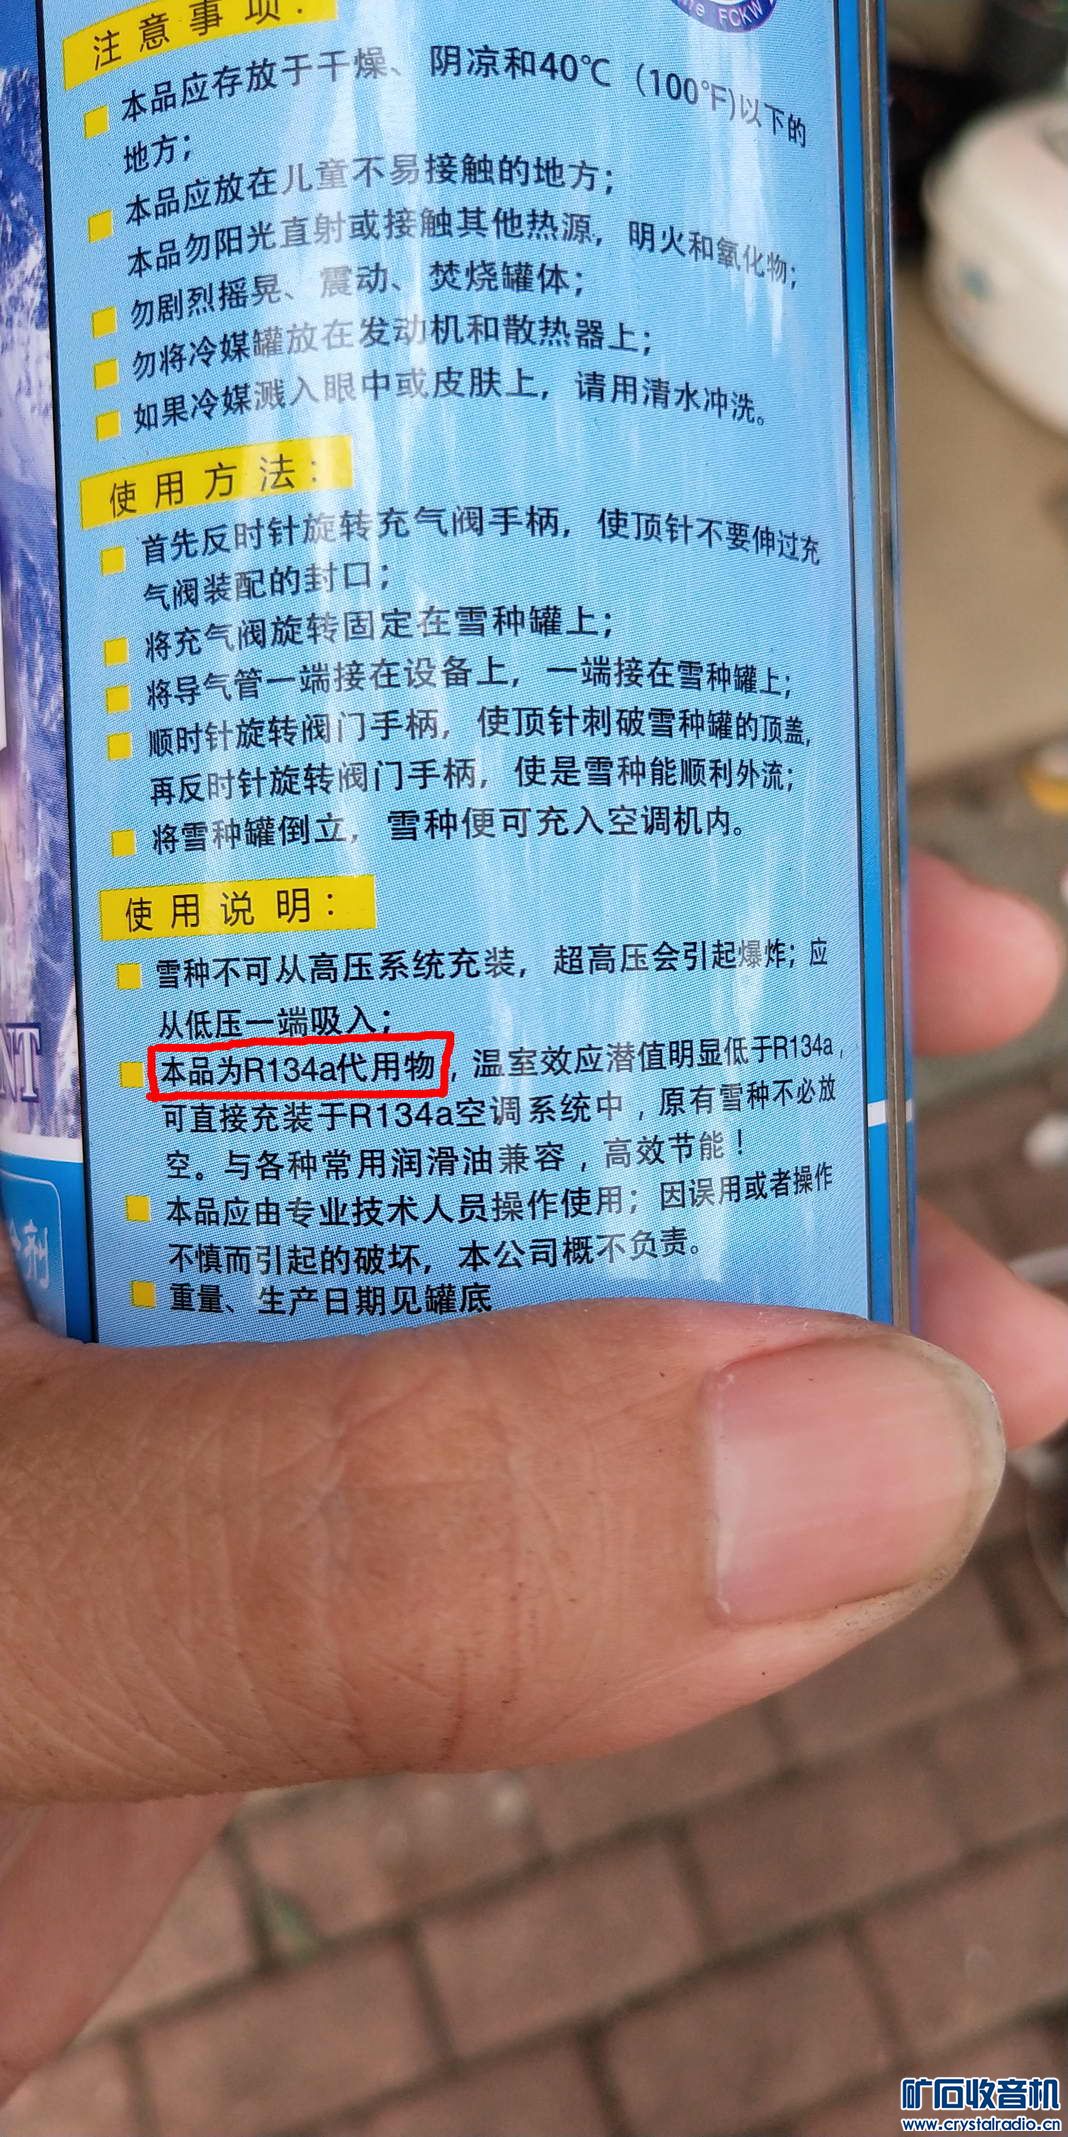 注意事项:
本品应存放于干燥、阴凉和40℃(100℉)以下的
地方;
本品应放在儿童不易接触的地方;
本品勿阳光直射或接触其他热源,明火和氧化物;
勿剧烈摇晃、震动、焚烧罐体;
勿将冷媒罐放在发动机和散热器上;
如果冷媒溅入眼中或皮肤上,请用清水冲洗。
使用方法:
首先反时针旋转充气阀手柄,使顶针不要伸过充
气阀装配的封口;
将充气阀旋转固定在雪种罐上;
将导气管一端接在设备上,一端接在雪种罐上;
顺时针旋转阀门手柄,使顶针刺破雪种罐的顶盖,
再反时针旋转阀门手柄,使是雪种能顺利外流;
将雪种罐倒立,雪种便可充入空调机内。
使用说明:
雪种不可从高压系统充装,超高压会引起爆炸;应
从低压一端吸入;
本品为R134a代用物,温室效应潜值明显低于R134a,
可直接充装于R134a空调系统中,原有雪种不必放
空。与各种常用润滑油兼容,高效节能!
本品应由专业技术人员操作使用;因误用或者操作
不慎而引起的破坏,本公司概不负责。
重量、生产日期见罐底
FCKW
NT
剂
矿石收音机
www.crystalradio.cn